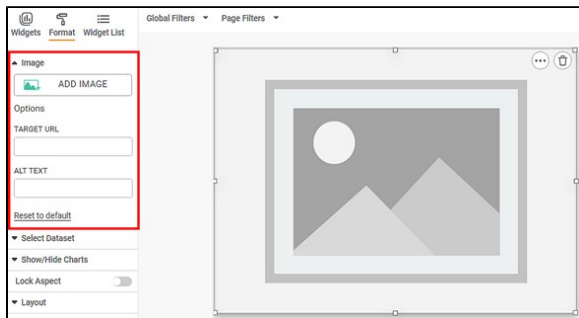 Widgets Format Widget List
Global Filters Page Filters
Image
ADD IMAGE
Options
TARGET URL
ALT TEXT
Reset to default
Select Dataset
Show/Hide Charts
Lock Aspect
Layout